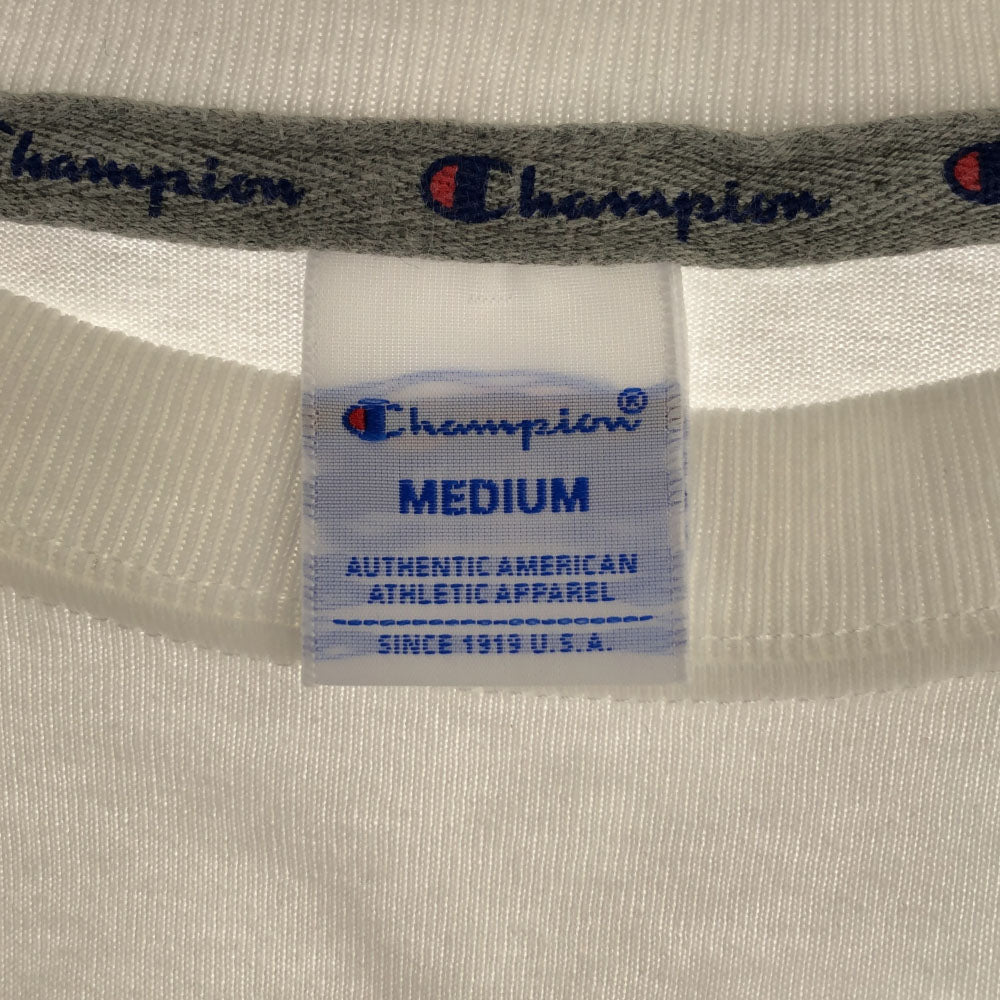 Champion Champion
Champion®
MEDIUM
AUTHENTIC AMERICAN
ATHLETIC APPAREL
SINCE 1919 U.S.A.